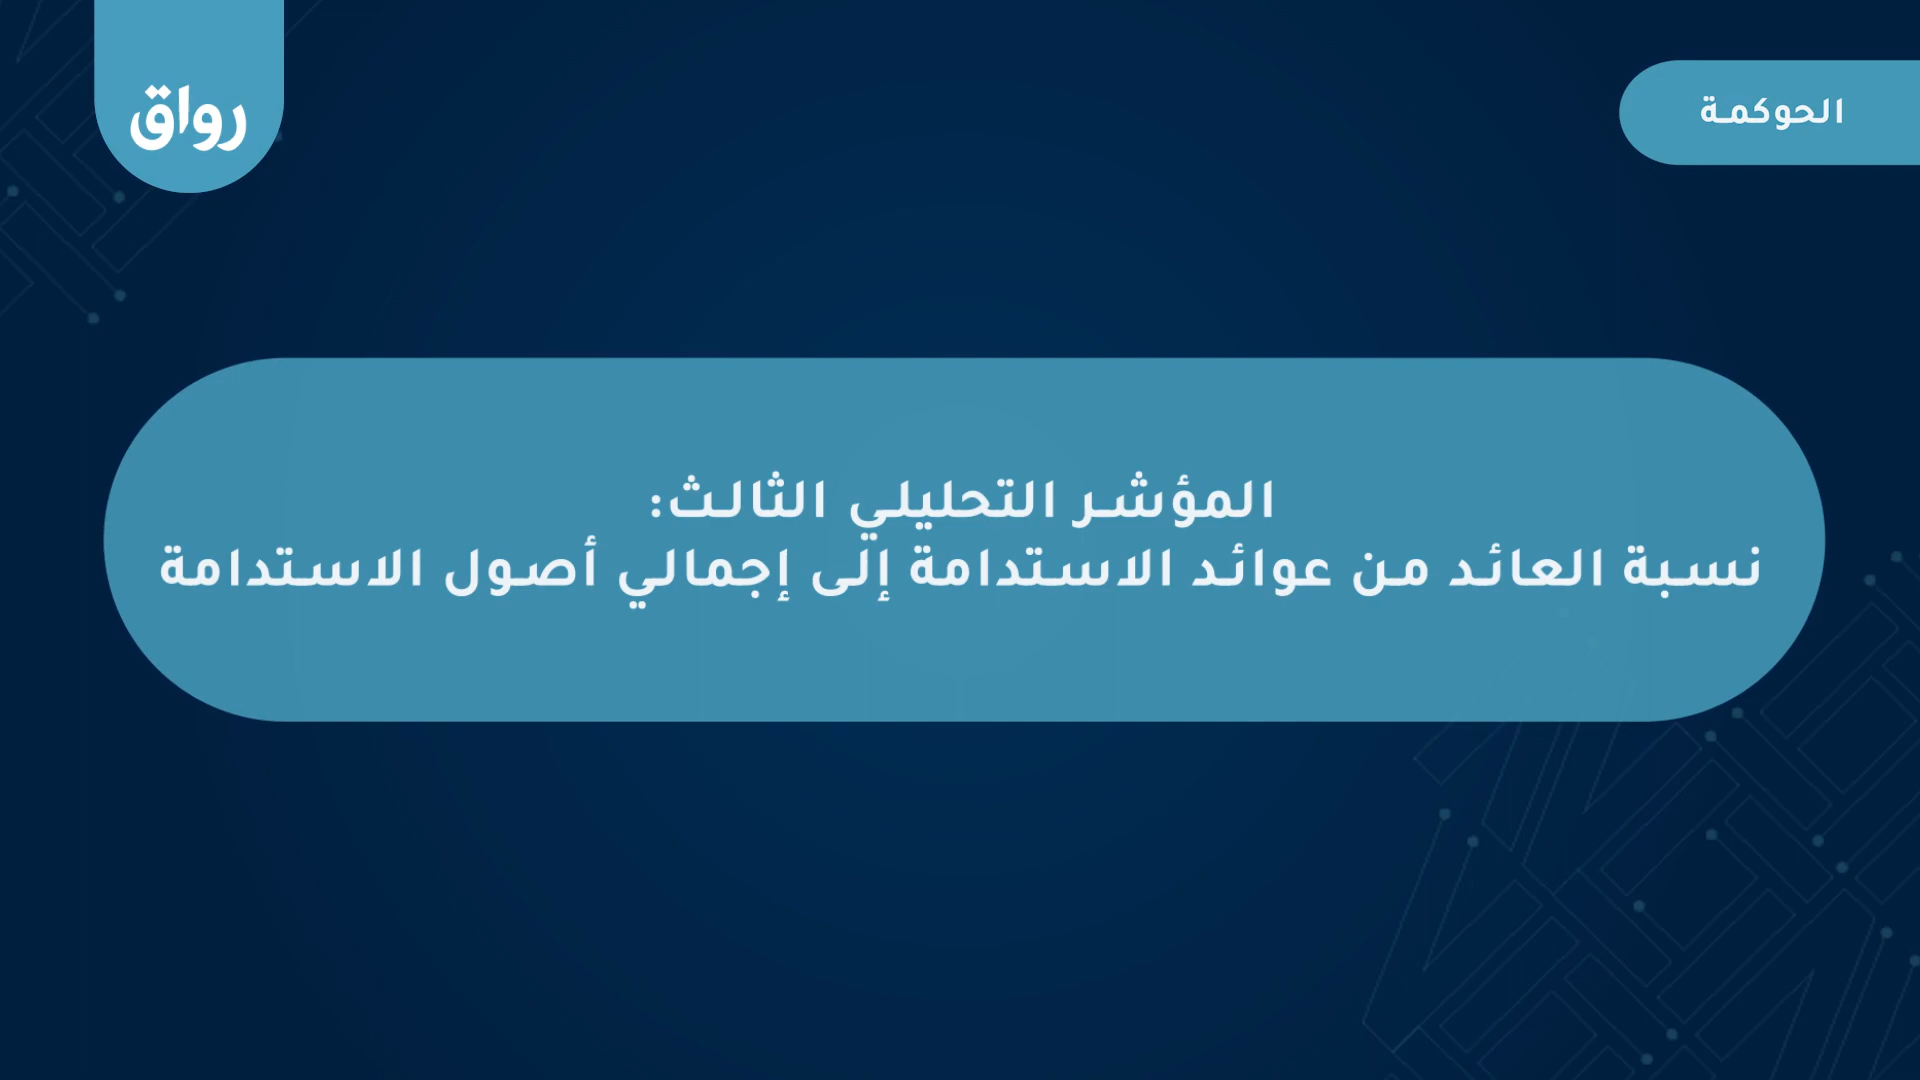 الحوكمة
رواق
المؤشر التحليلي الثالث:
نسبة العائد من عوائد الاستدامة إلى إجمالي أصول الاستدامة